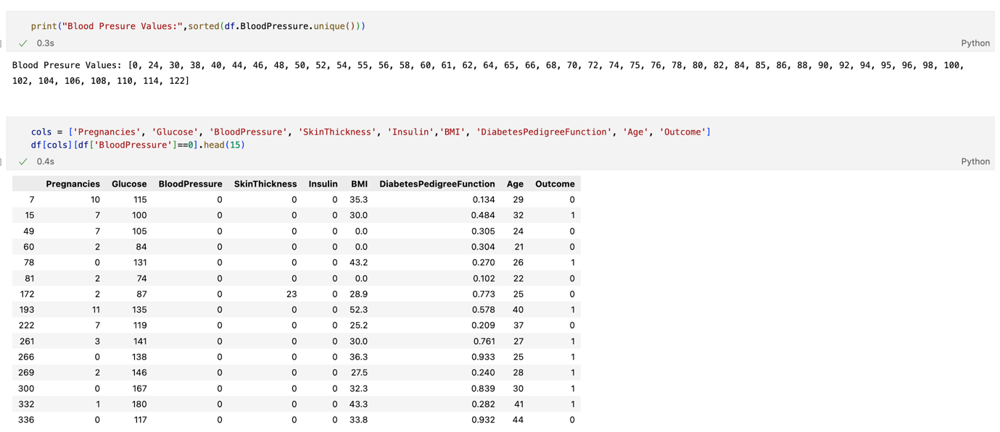 print("Blood Presure Values:",sorted(df.BloodPressure.unique()))
] ✓ 0.3s Python
Blood Presure Values: [0, 24, 30, 38, 40, 44, 46, 48, 50, 52, 54, 55, 56, 58, 60, 61, 62, 64, 65, 66, 68, 70, 72, 74, 75, 76, 78, 80, 82, 84, 85, 86, 88, 90, 92, 94, 95, 96, 98, 100,
102, 104, 106, 108, 110, 114, 122]
cols = ['Pregnancies', 'Glucose', 'BloodPressure', 'SkinThickness', 'Insulin','BMI', 'DiabetesPedigreeFunction', 'Age', 'Outcome']
df[cols][df['BloodPressure']==0].head(15)
] ✓ 0.4s Python
Pregnancies Glucose BloodPressure SkinThickness Insulin BMI DiabetesPedigreeFunction Age Outcome
7 10 115 0 0 0 35.3 0.134 29 0
15 7 100 0 0 0 30.0 0.484 32 1
49 7 105 0 0 0 0.0 0.305 24 0
60 2 84 0 0 0 0.0 0.304 21 0
78 0 131 0 0 0 43.2 0.270 26 1
81 2 74 0 0 0 0.0 0.102 22 0
172 2 87 0 23 0 28.9 0.773 25 0
193 11 135 0 0 0 52.3 0.578 40 1
222 7 119 0 0 0 25.2 0.209 37 0
261 3 141 0 0 0 30.0 0.761 27 1
266 0 138 0 0 0 36.3 0.933 25 1
269 2 146 0 0 0 27.5 0.240 28 1
300 0 167 0 0 0 32.3 0.839 30 1
332 1 180 0 0 0 43.3 0.282 41 1
336 0 117 0 0 0 33.8 0.932 44 0